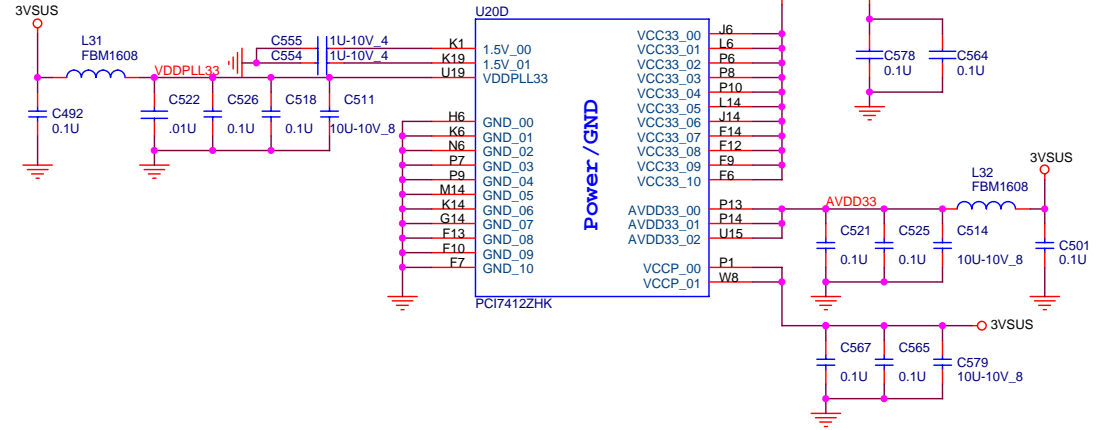 3VSUS
L31
FBM1608
VDDPLL33
C492
0.1U
C522
.01U
C526
0.1U
C518
0.1U
C511
10U-10V_8
C555
1U-10V_4
C554
1U-10V_4
U20D
K1
1.5V_00
K19
1.5V_01
U19
VDDPLL33
H6
GND_00
K6
GND_01
N6
GND_02
P7
GND_03
P9
GND_04
M14
GND_05
K14
GND_06
G14
GND_07
F13
GND_08
F10
GND_09
F7
GND_10
Power/GND
VCC33_00
J6
VCC33_01
L6
VCC33_02
P6
VCC33_03
P8
VCC33_04
P10
VCC33_05
L14
VCC33_06
J14
VCC33_07
F14
VCC33_08
F12
VCC33_09
F9
VCC33_10
F6
AVDD33_00
P13
AVDD33_01
P14
AVDD33_02
U15
VCCP_00
P1
VCCP_01
W8
PCI7412ZHK
C578
0.1U
C564
0.1U
3VSUS
L32
FBM1608
AVDD33
C521
0.1U
C525
0.1U
C514
10U-10V_8
C501
0.1U
3VSUS
C567
0.1U
C565
0.1U
C579
10U-10V_8